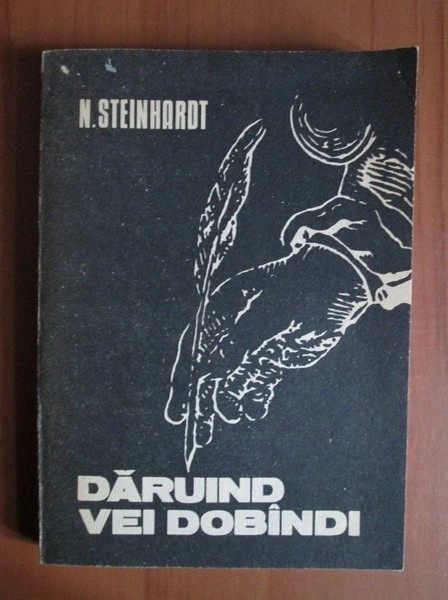 N. STEINHARDT
DĂRUIND
VEI DOBÎNDI